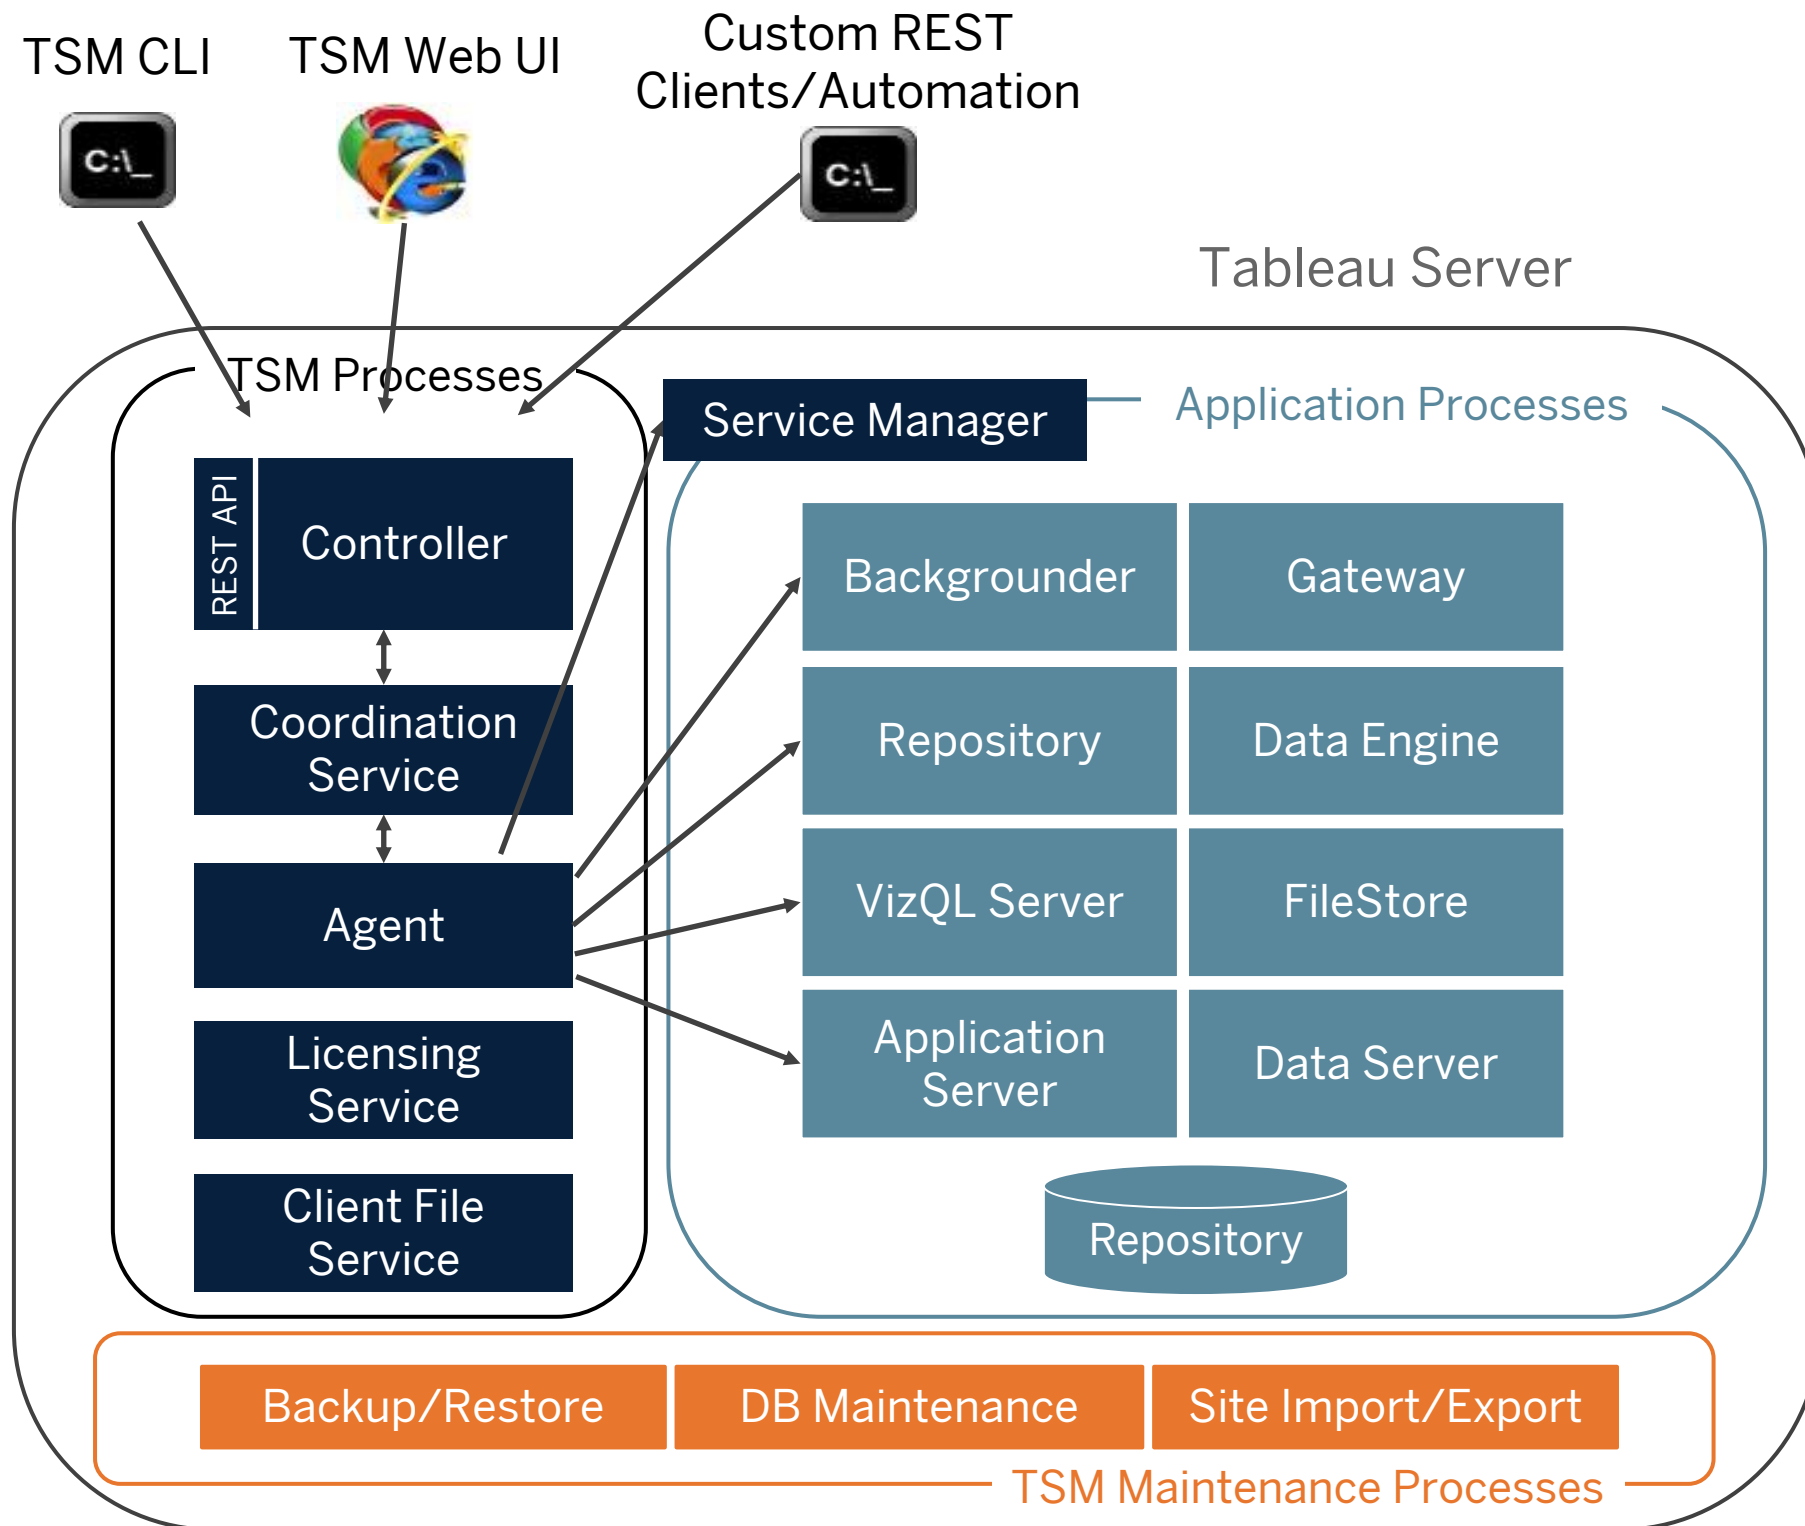 TSM CLI
TSM Web UI
Custom REST
Clients/Automation
C:\_
C:\_
Tableau Server
TSM Processes
Service Manager
Application Processes
REST API
Controller
Coordination
Service
Agent
Licensing
Service
Client File
Service
Backgrounder
Gateway
Repository
Data Engine
VizQL Server
FileStore
Application
Server
Data Server
Repository
Backup/Restore
DB Maintenance
Site Import/Export
TSM Maintenance Processes